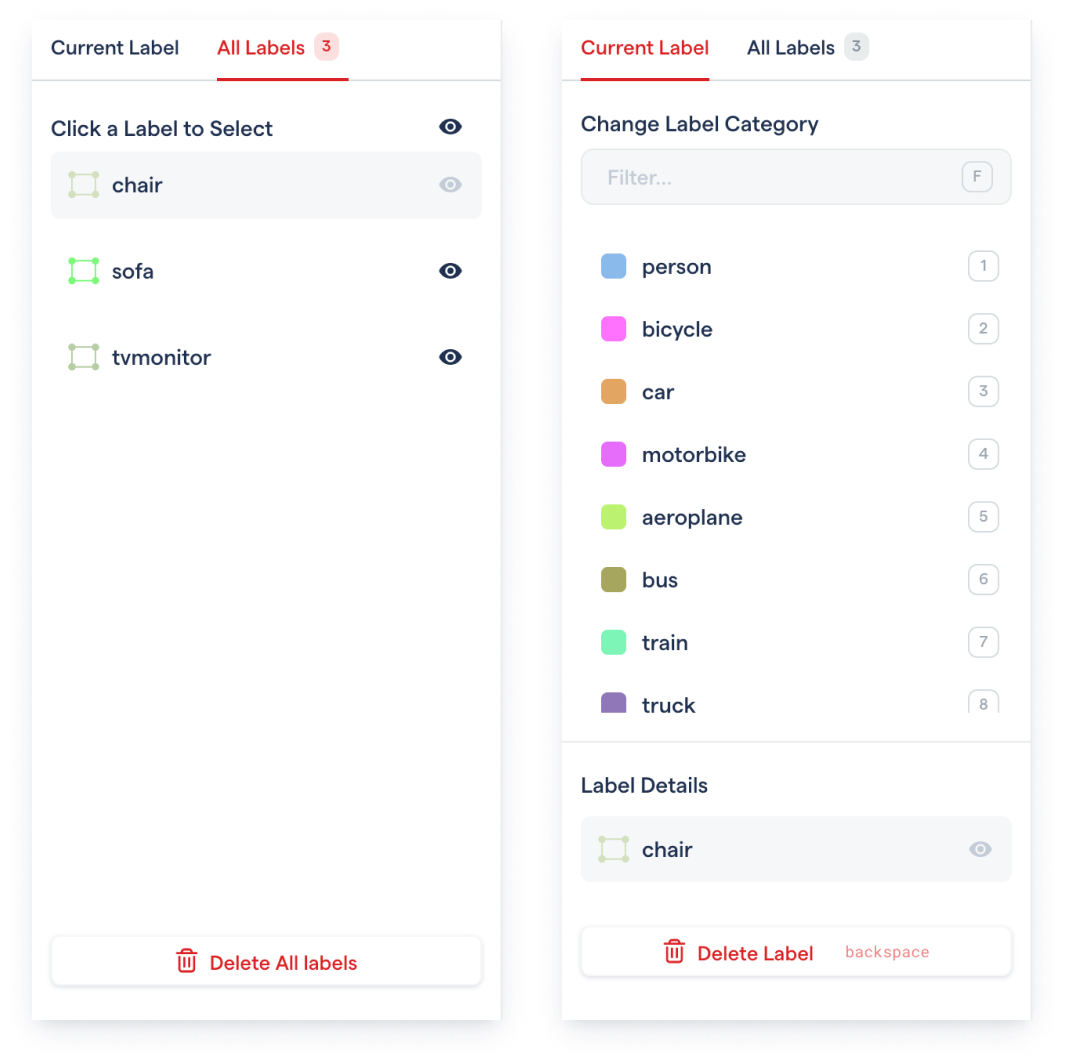 Current Label All Labels 3
Click a Label to Select
chair
sofa
tvmonitor
Delete All labels
Current Label All Labels 3
Change Label Category
Filter... F
person 1
bicycle 2
car 3
motorbike 4
aeroplane 5
bus 6
train 7
truck 8
Label Details
chair
Delete Label backspace